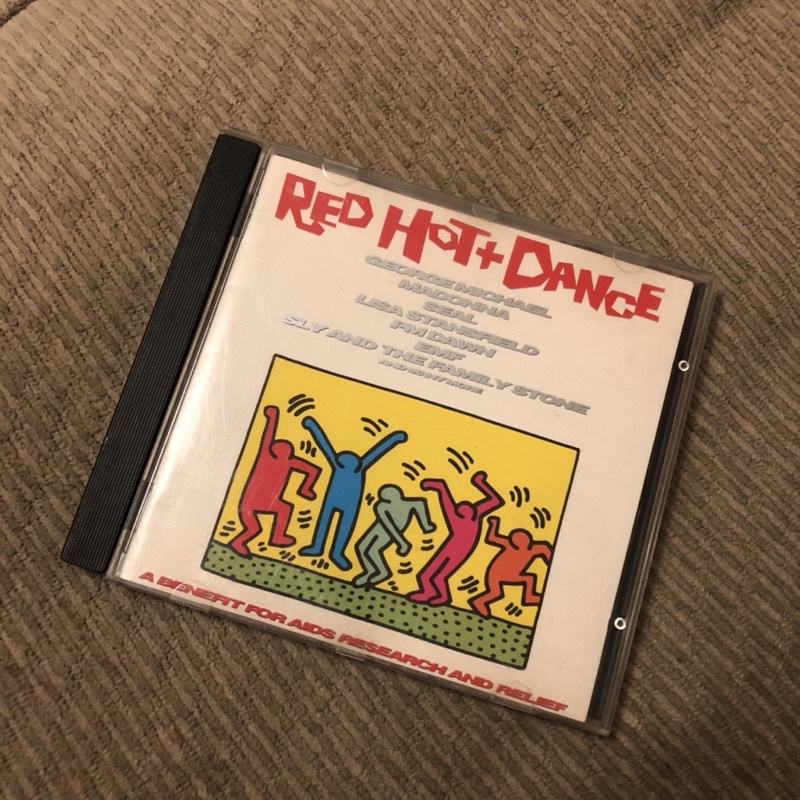 RED HOT + DANCE
GEORGE MICHAEL
MADONNA
SEAL
LISA STANSFIELD
PM DAWN
EMF
SLY AND THE FAMILY STONE
AND MANY MORE
A BENEFIT FOR AIDS RESEARCH AND RELIEF